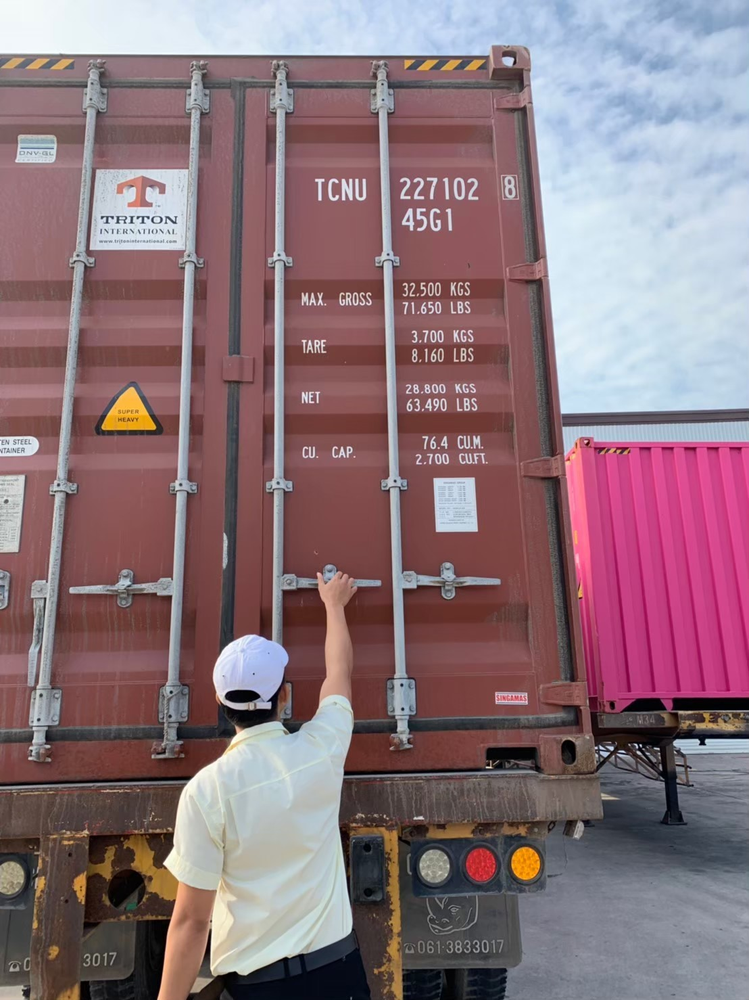 DNV·GL
TRITON
INTERNATIONAL
www.tritoninternational.com
TCNU 227102 8
45G1
MAX. GROSS 32,500 KGS
71,650 LBS
TARE 3,700 KGS
8,160 LBS
NET 28,800 KGS
63,490 LBS
CU. CAP. 76.4 CU.M.
2,700 CU.FT.
SUPER
HEAVY
TEN STEEL
NTAINER
SINGAMAS
M34
☎061-3833017
☎0 3017